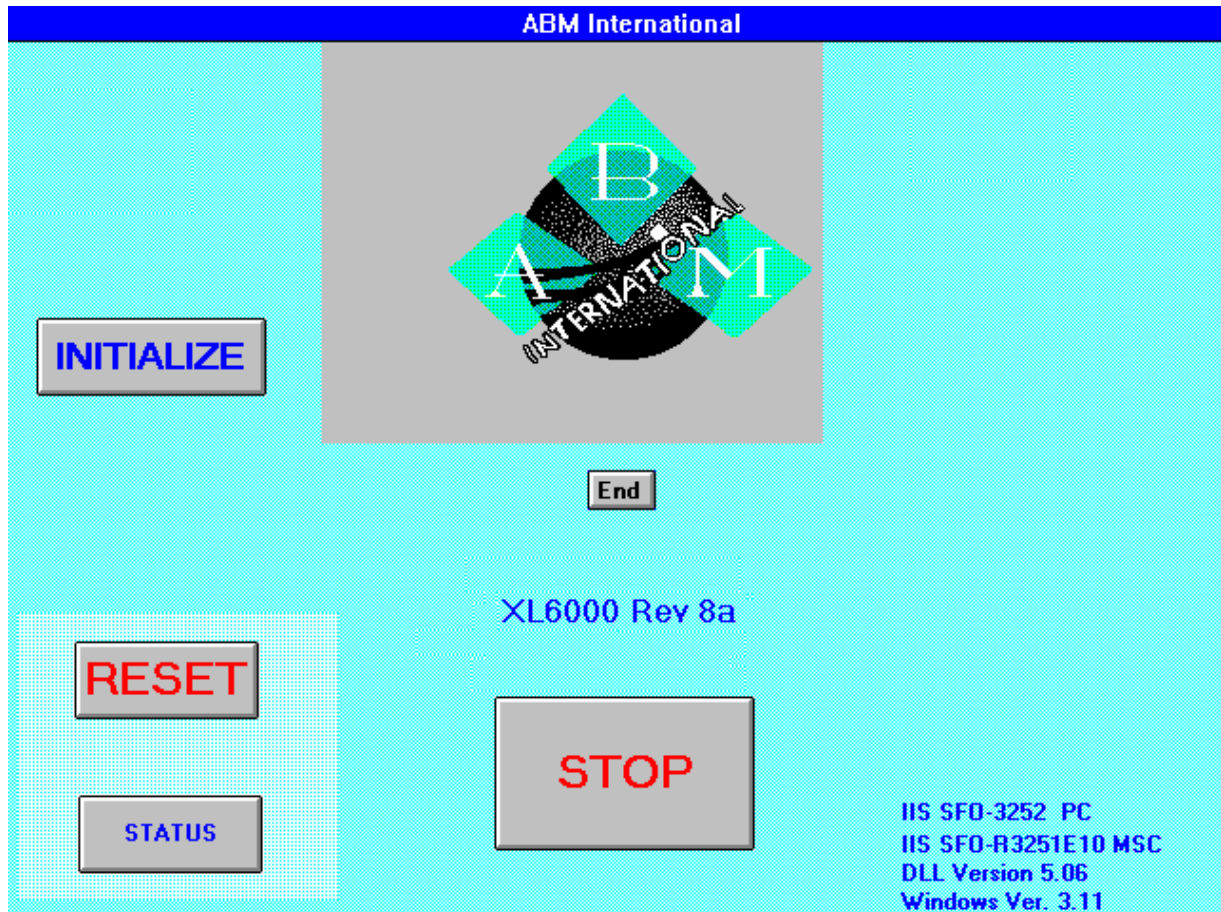 ABM International
B
A
M
INTERNATIONAL
INITIALIZE
End
XL6000 Rev 8a
RESET
STOP
STATUS
IIS SFO-3252  PC
IIS SFO-R3251E10 MSC
DLL Version 5.06
Windows Ver. 3.11